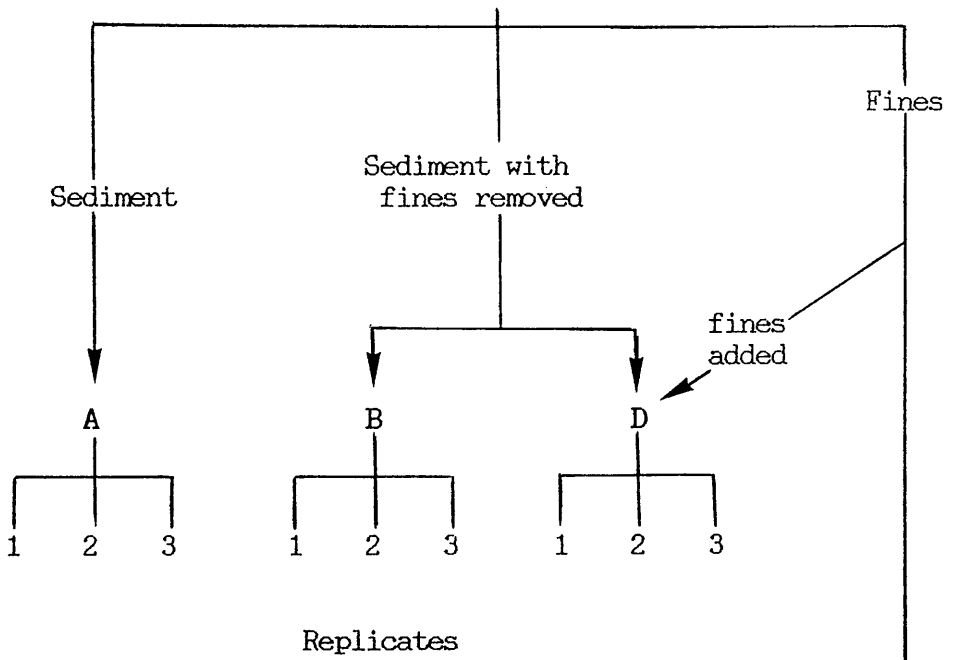 Fines
Sediment with
fines removed
Sediment
fines
added
A B D
1 2 3 1 2 3 1 2 3
Replicates